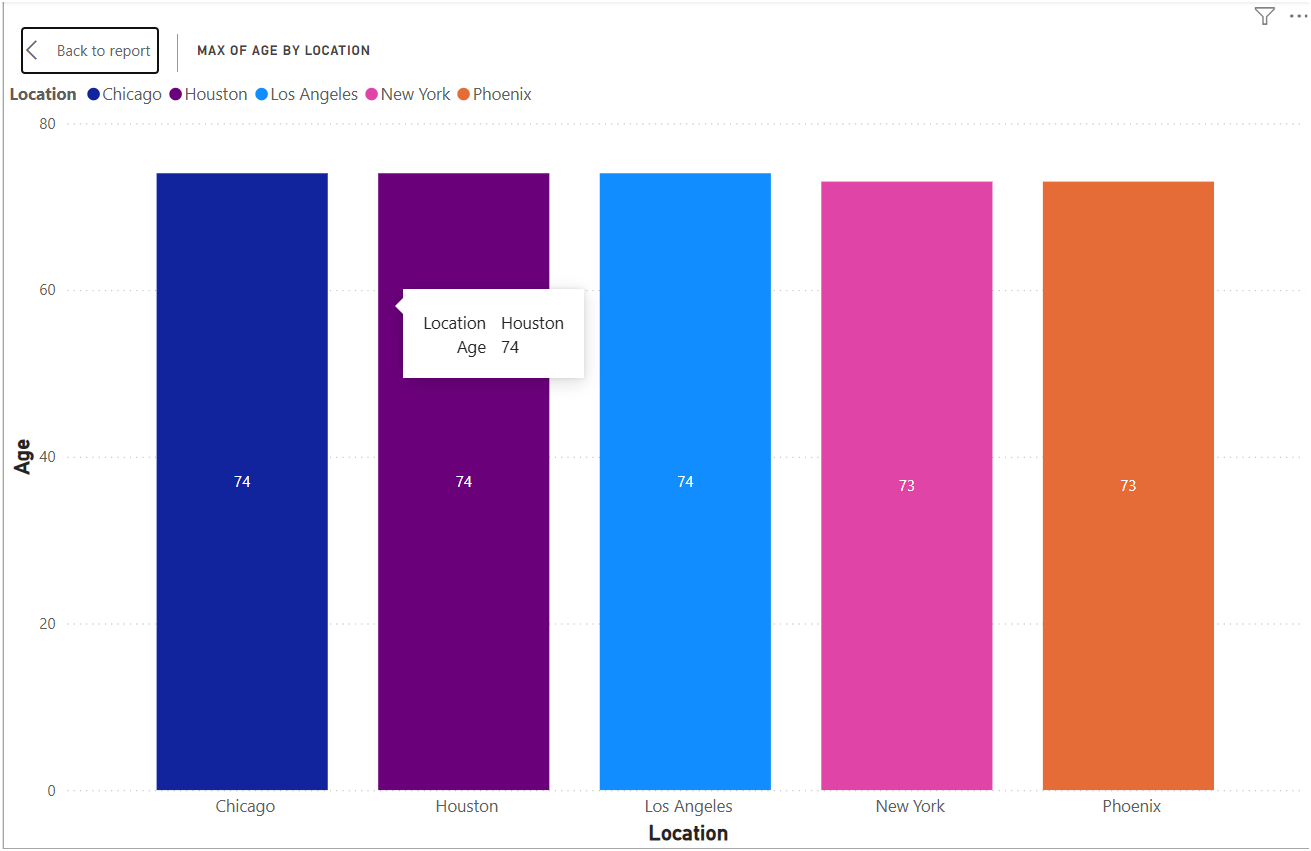 Back to report
MAX OF AGE BY LOCATION
Location Chicago Houston Los Angeles New York Phoenix
80
60
Location Houston
Age 74
Age
40
74 74 74 73 73
20
0
Chicago Houston Los Angeles New York Phoenix
Location